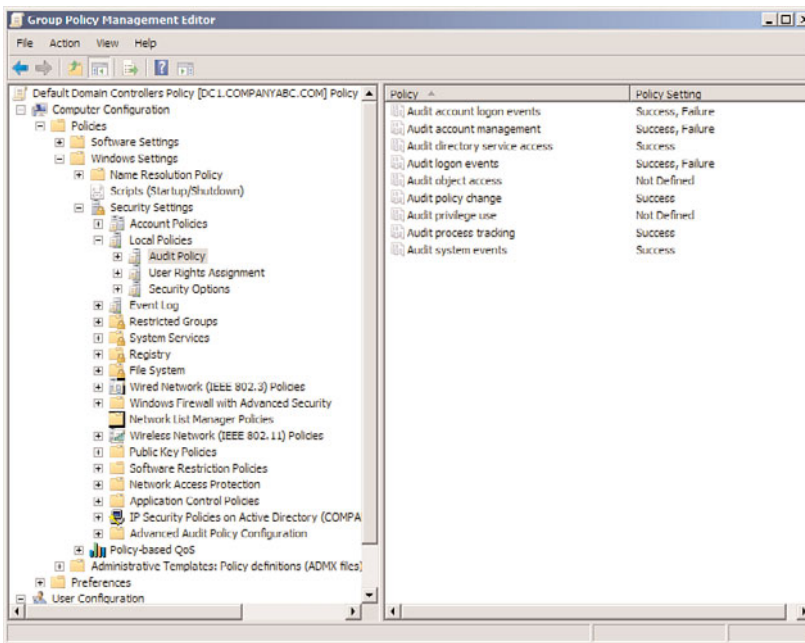 Group Policy Management Editor
File Action View Help
Default Domain Controllers Policy [DC1.COMPANYABC.COM] Policy
Computer Configuration
Policies
Software Settings
Windows Settings
Name Resolution Policy
Scripts (Startup/Shutdown)
Security Settings
Account Policies
Local Policies
Audit Policy
User Rights Assignment
Security Options
Event Log
Restricted Groups
System Services
Registry
File System
Wired Network (IEEE 802.3) Policies
Windows Firewall with Advanced Security
Network List Manager Policies
Wireless Network (IEEE 802.11) Policies
Public Key Policies
Software Restriction Policies
Network Access Protection
Application Control Policies
IP Security Policies on Active Directory (COMPA
Advanced Audit Policy Configuration
Policy-based QoS
Administrative Templates: Policy definitions (ADMX files)
Preferences
User Configuration
Policy Policy Setting
Audit account logon events Success, Failure
Audit account management Success, Failure
Audit directory service access Success
Audit logon events Success, Failure
Audit object access Not Defined
Audit policy change Success
Audit privilege use Not Defined
Audit process tracking Success
Audit system events Success